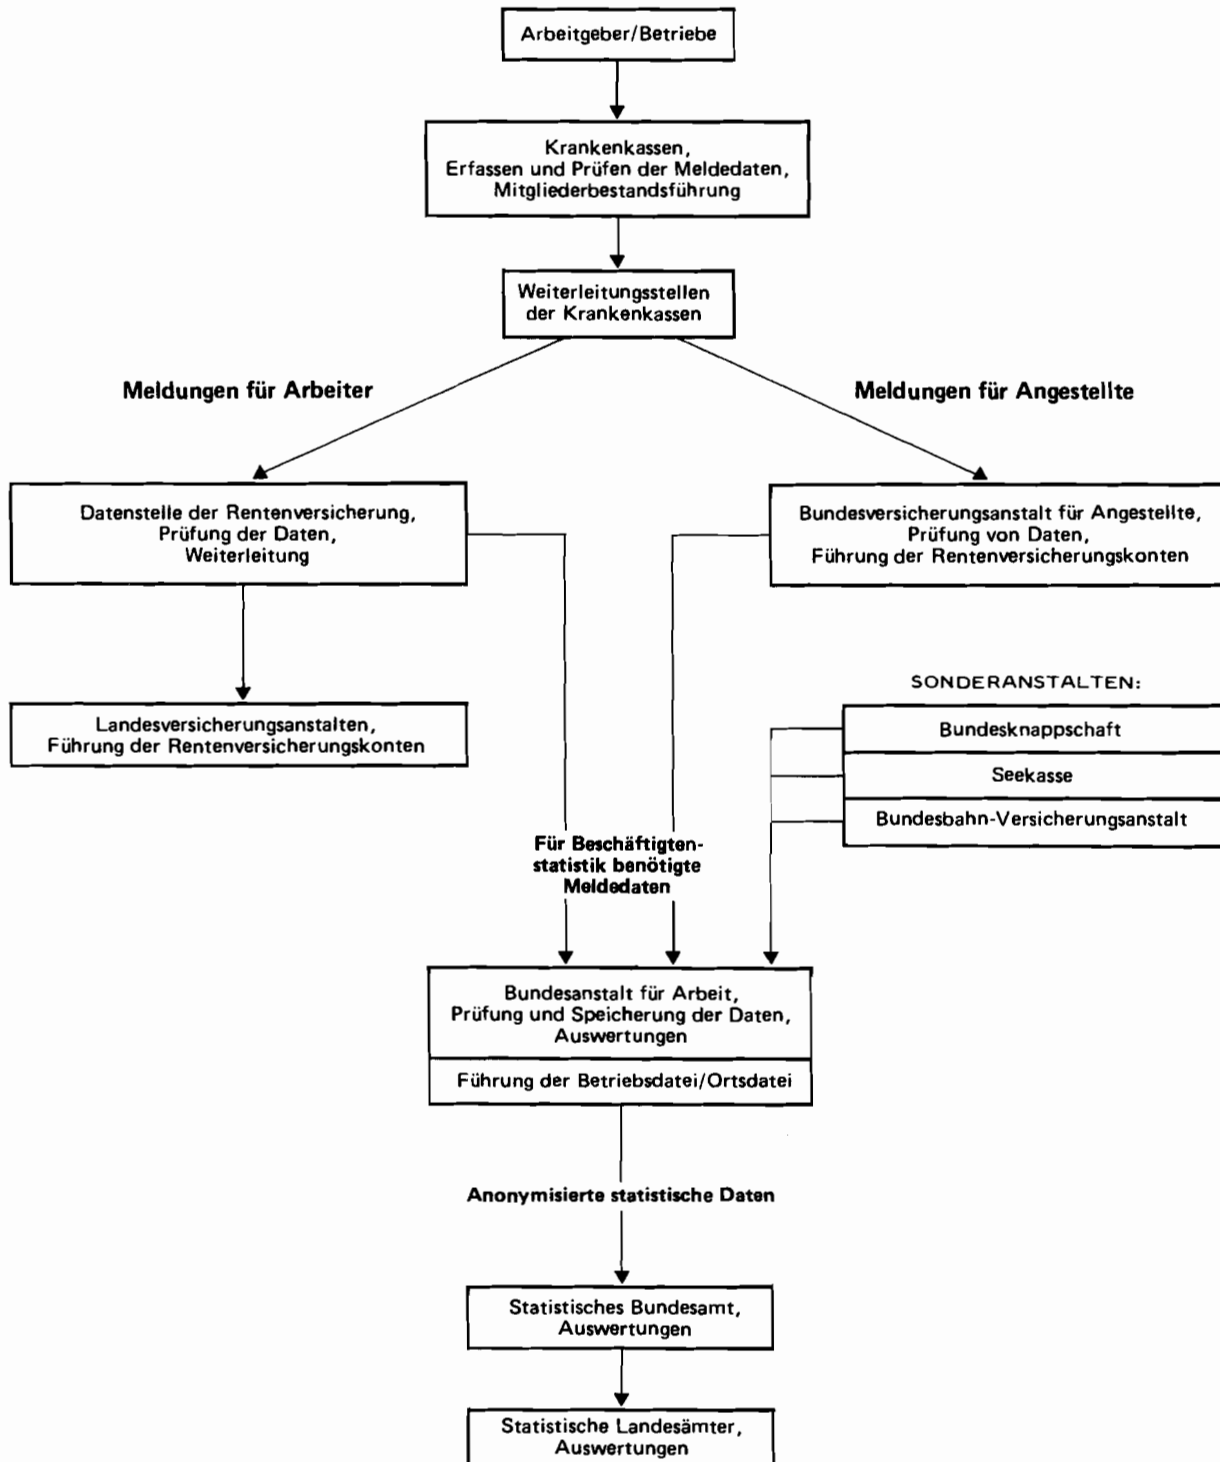 Arbeitgeber/Betriebe
Krankenkassen,
Erfassen und Prüfen der Meldedaten,
Mitgliederbestandsführung
Weiterleitungsstellen
der Krankenkassen
Meldungen für Arbeiter
Meldungen für Angestellte
Datenstelle der Rentenversicherung,
Prüfung der Daten,
Weiterleitung
Bundesversicherungsanstalt für Angestellte,
Prüfung von Daten,
Führung der Rentenversicherungskonten
Landesversicherungsanstalten,
Führung der Rentenversicherungskonten
SONDERANSTALTEN:
Bundesknappschaft
Seekasse
Bundesbahn-Versicherungsanstalt
Für Beschäftigten-
statistik benötigte
Meldedaten
Bundesanstalt für Arbeit,
Prüfung und Speicherung der Daten,
Auswertungen
Führung der Betriebsdatei/Ortsdatei
Anonymisierte statistische Daten
Statistisches Bundesamt,
Auswertungen
Statistische Landesämter,
Auswertungen